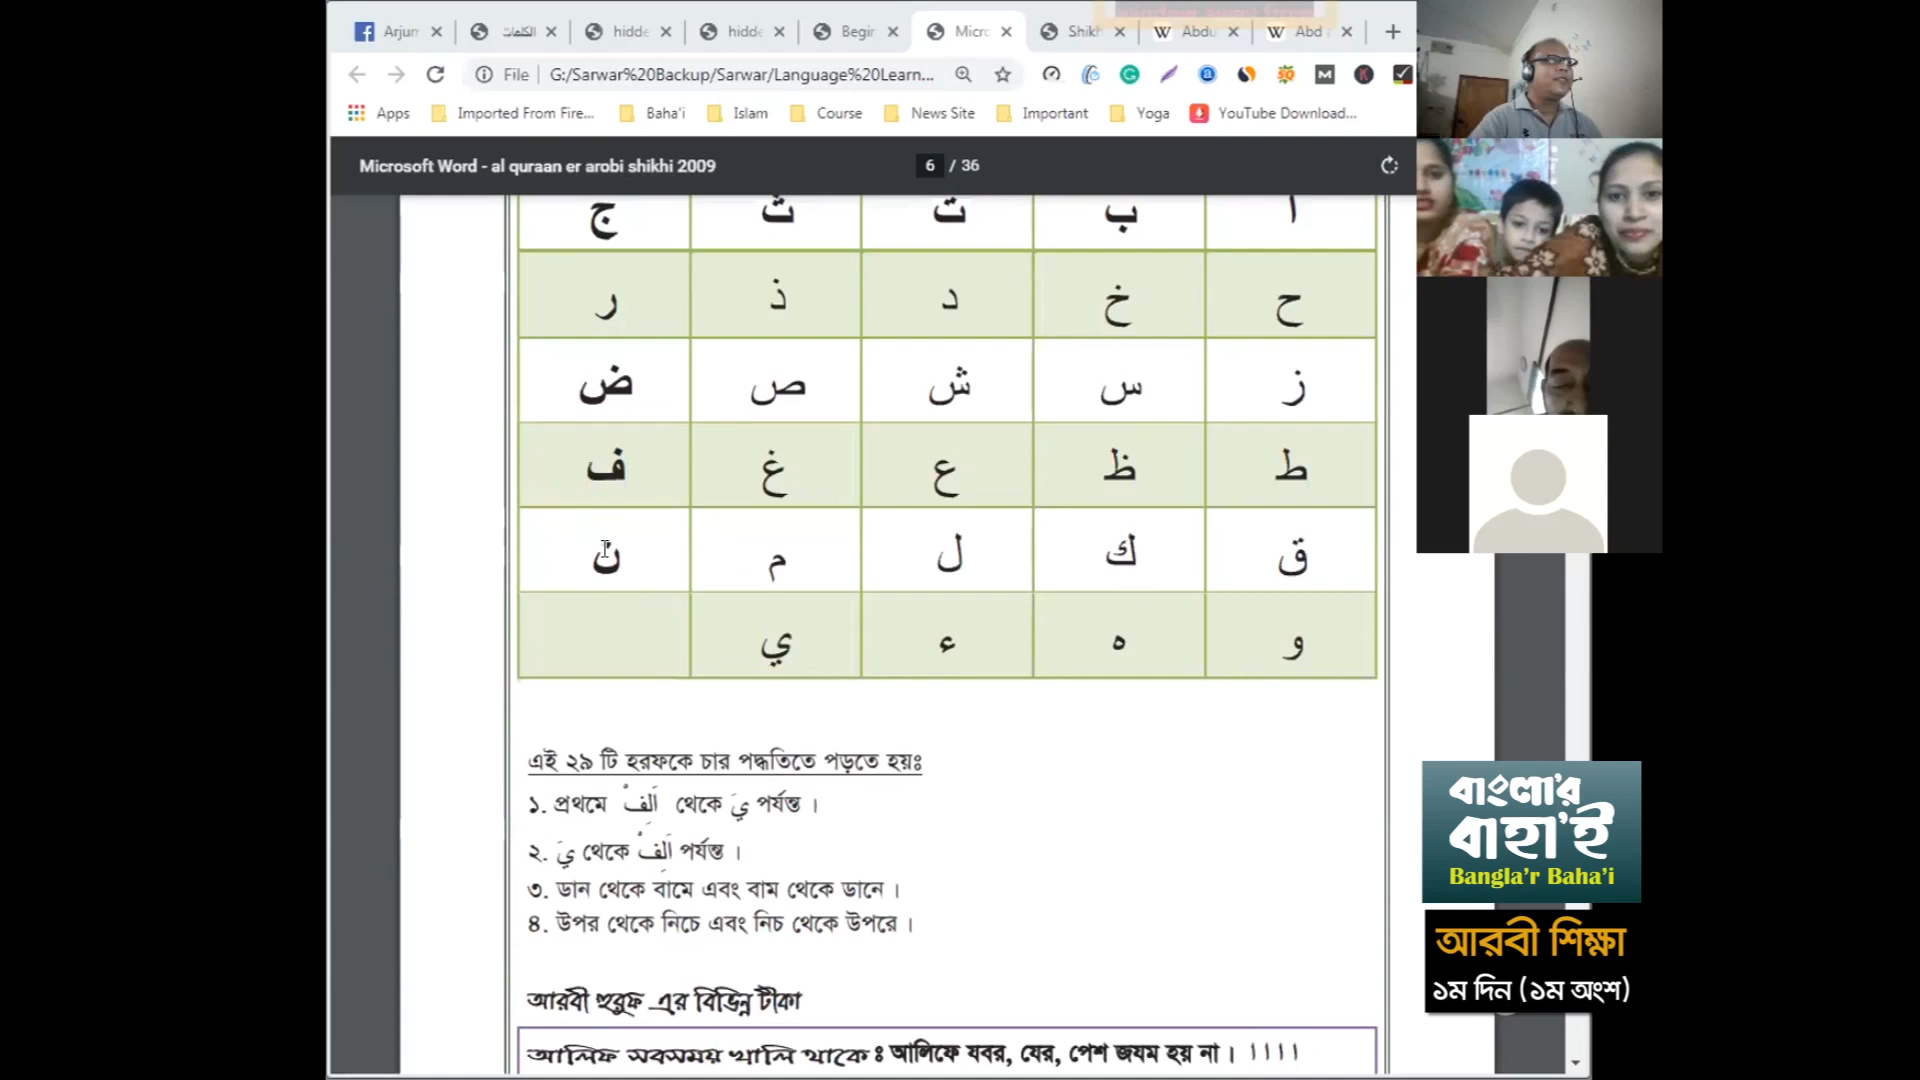 Arjun
الكلمات
hidde
hidde
Begin
Micro
Shikh
Abdu
Abd
File G:/Sarwar%20Backup/Sarwar/Language%20Learn...
Apps Imported From Fire... Baha'i Islam Course News Site Important Yoga YouTube Download...
Microsoft Word - al quraan er arobi shikhi 2009 6 / 36
ا ب ت ث ج
ح خ د ذ ر
ز س ش ص ض
ط ظ ع غ ف
ق ك ل م ن
و ه ء ي
এই ২৯ টি হরফকে চার পদ্ধতিতে পড়তে হয়ঃ
১. প্রথমে اَلِفْ থেকে يَ পর্যন্ত ।
২. يَ থেকে اَلِفْ পর্যন্ত ।
৩. ডান থেকে বামে এবং বাম থেকে ডানে ।
৪. উপর থেকে নিচে এবং নিচ থেকে উপরে ।
আরবী হুরুফ এর বিভিন্ন টীকা
আলিফ সবসময় খালি থাকে ঃ আলিফে যবর, যের, পেশ জযম হয় না । ا ا ا ا
বাংলা'র
বাহা'ই
Bangla'r Baha'i
আরবী শিক্ষা
১ম দিন (১ম অংশ)